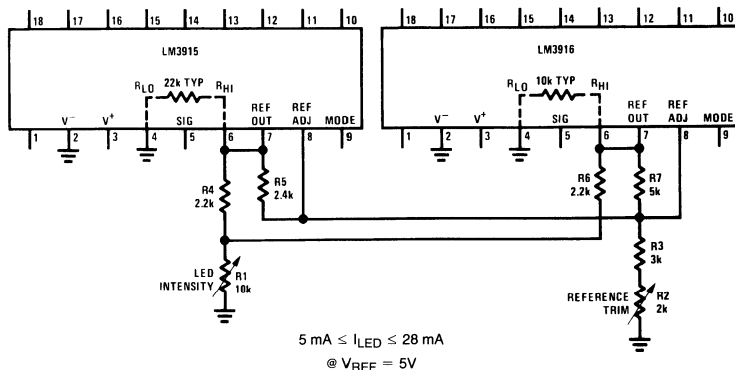 18 17 16 15 14 13 12 11 10
18 17 16 15 14 13 12 11 10
LM3915
LM3916
RLO 22k TYP RHI
RLO 10k TYP RHI
V− V+ SIG REF OUT REF ADJ MODE
V− V+ SIG REF OUT REF ADJ MODE
1 2 3 4 5 6 7 8 9
1 2 3 4 5 6 7 8 9
R4
2.2k
R5
2.4k
R6
2.2k
R7
5k
LED
INTENSITY
R1
10k
R3
3k
REFERENCE
TRIM
R2
2k
5 mA ≤ ILED ≤ 28 mA
@ VREF = 5V